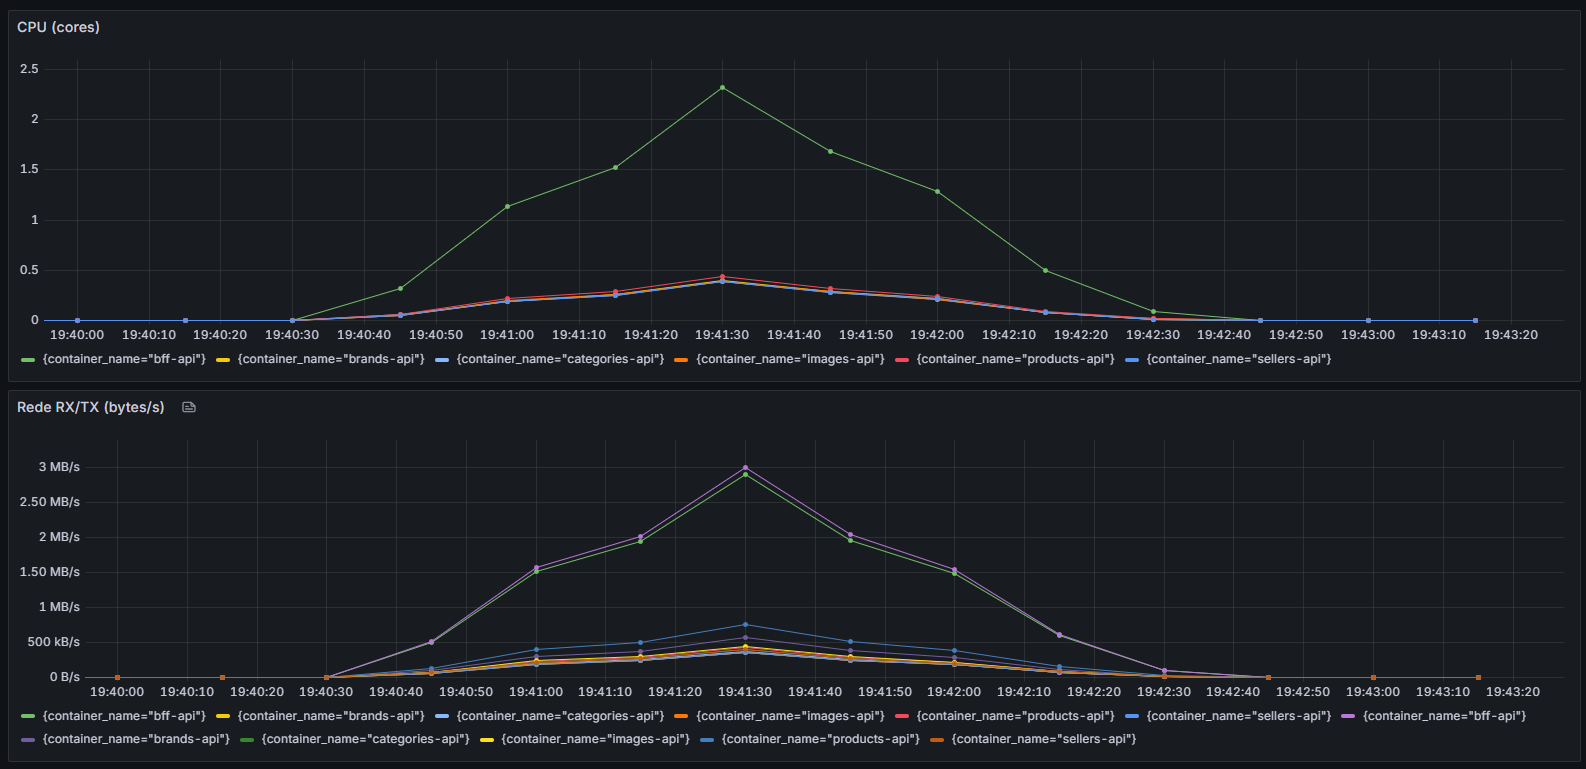 CPU (cores)
2.5
2
1.5
1
0.5
0
19:40:00 19:40:10 19:40:20 19:40:30 19:40:40 19:40:50 19:41:00 19:41:10 19:41:20 19:41:30 19:41:40 19:41:50 19:42:00 19:42:10 19:42:20 19:42:30 19:42:40 19:42:50 19:43:00 19:43:10 19:43:20
{container_name="bff-api"} {container_name="brands-api"} {container_name="categories-api"} {container_name="images-api"} {container_name="products-api"} {container_name="sellers-api"}
Rede RX/TX (bytes/s)
3 MB/s
2.50 MB/s
2 MB/s
1.50 MB/s
1 MB/s
500 kB/s
0 B/s
19:40:00 19:40:10 19:40:20 19:40:30 19:40:40 19:40:50 19:41:00 19:41:10 19:41:20 19:41:30 19:41:40 19:41:50 19:42:00 19:42:10 19:42:20 19:42:30 19:42:40 19:42:50 19:43:00 19:43:10 19:43:20
{container_name="bff-api"} {container_name="brands-api"} {container_name="categories-api"} {container_name="images-api"} {container_name="products-api"} {container_name="sellers-api"} {container_name="bff-api"}
{container_name="brands-api"} {container_name="categories-api"} {container_name="images-api"} {container_name="products-api"} {container_name="sellers-api"}